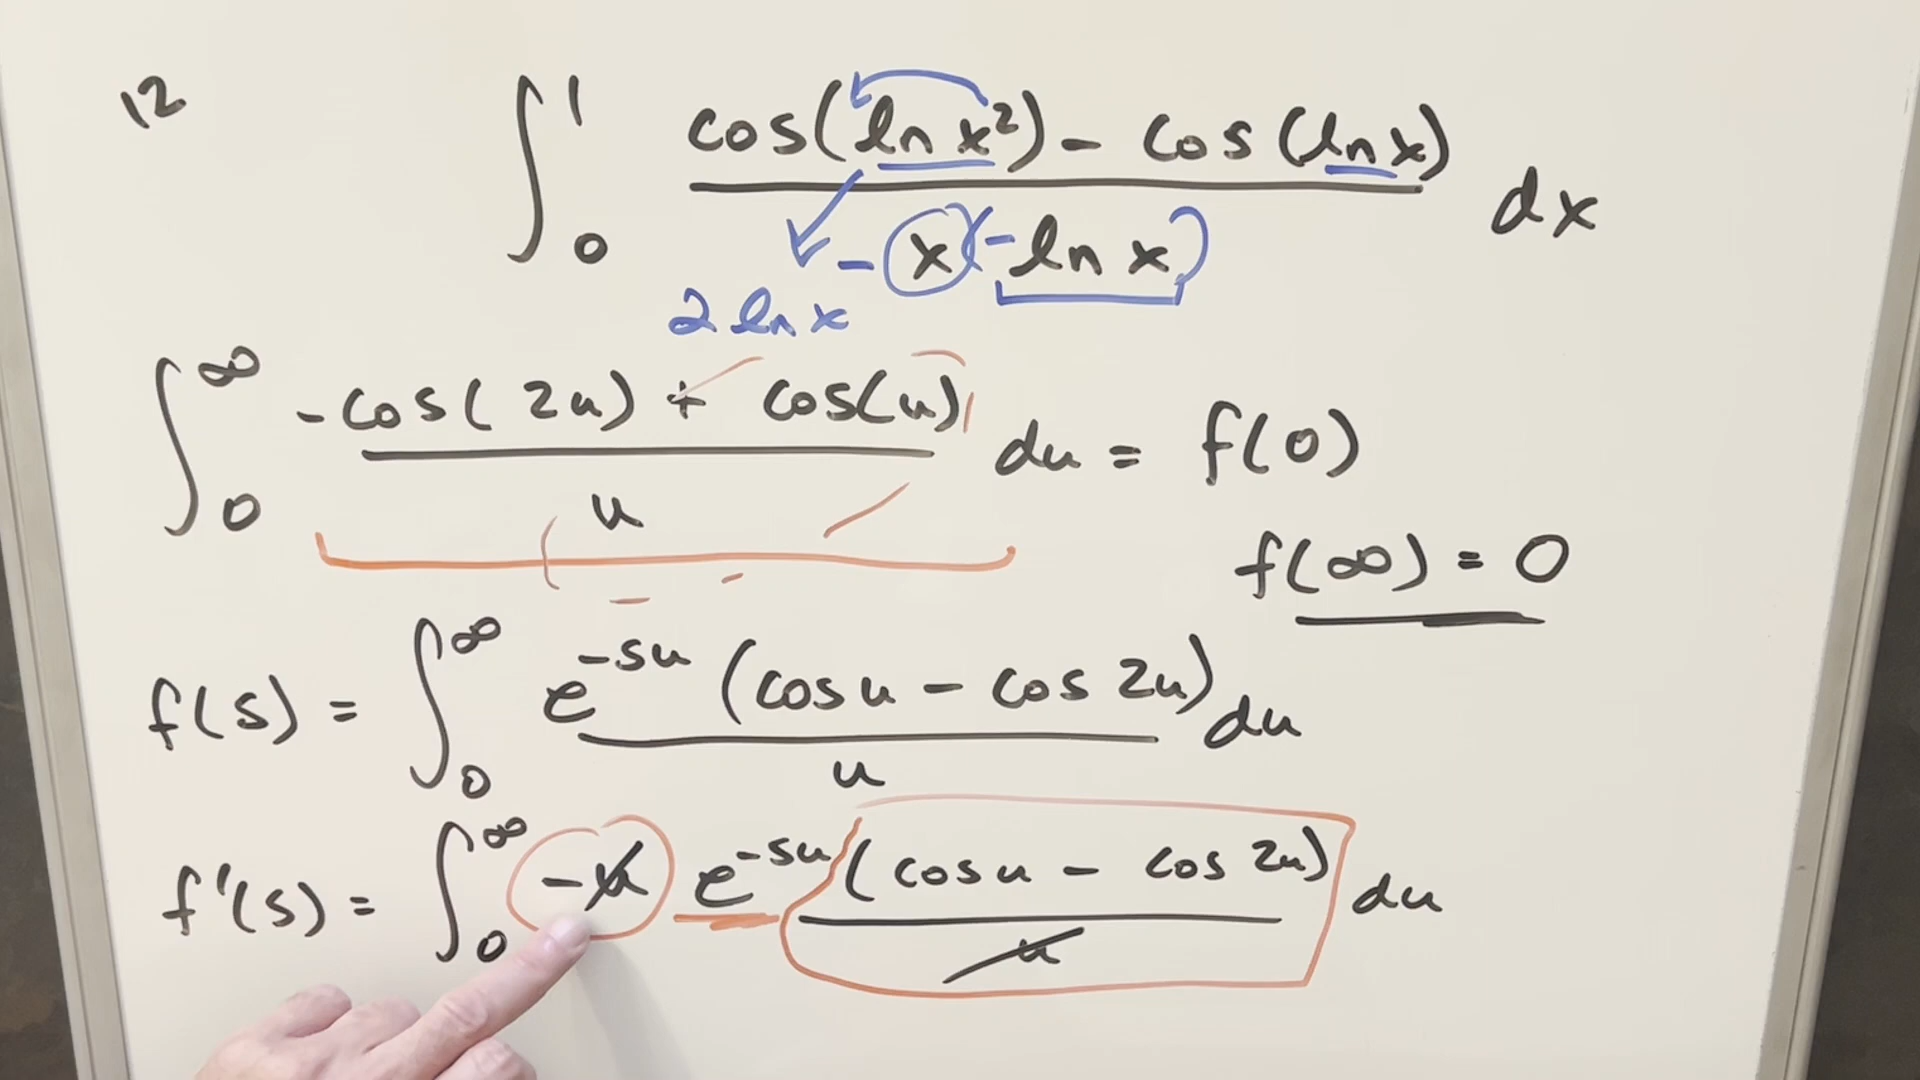 12
∫₀¹ (cos(ln x²) - cos(ln x)) / (-x(-ln x)) dx
2 ln x
∫₀^∞ (-cos(2u) + cos(u)) / u du = f(0)
f(∞) = 0
f(s) = ∫₀^∞ e^(-su) (cos u - cos 2u) / u du
f'(s) = ∫₀^∞ -u e^(-su) (cos u - cos 2u) / u du